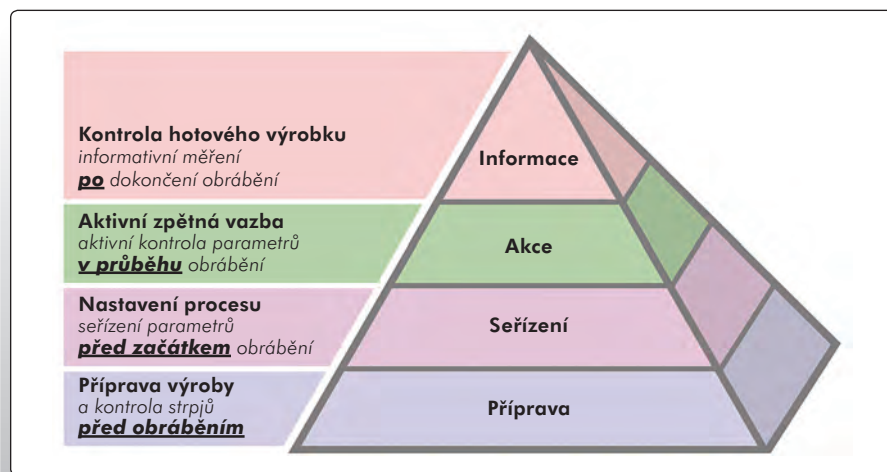 Kontrola hotového výrobku
informativní měření
po dokončení obrábění
Informace
Aktivní zpětná vazba
aktivní kontrola parametrů
v průběhu obrábění
Akce
Nastavení procesu
seřízení parametrů
před začátkem obrábění
Seřízení
Příprava výroby
a kontrola strpjů
před obráběním
Příprava